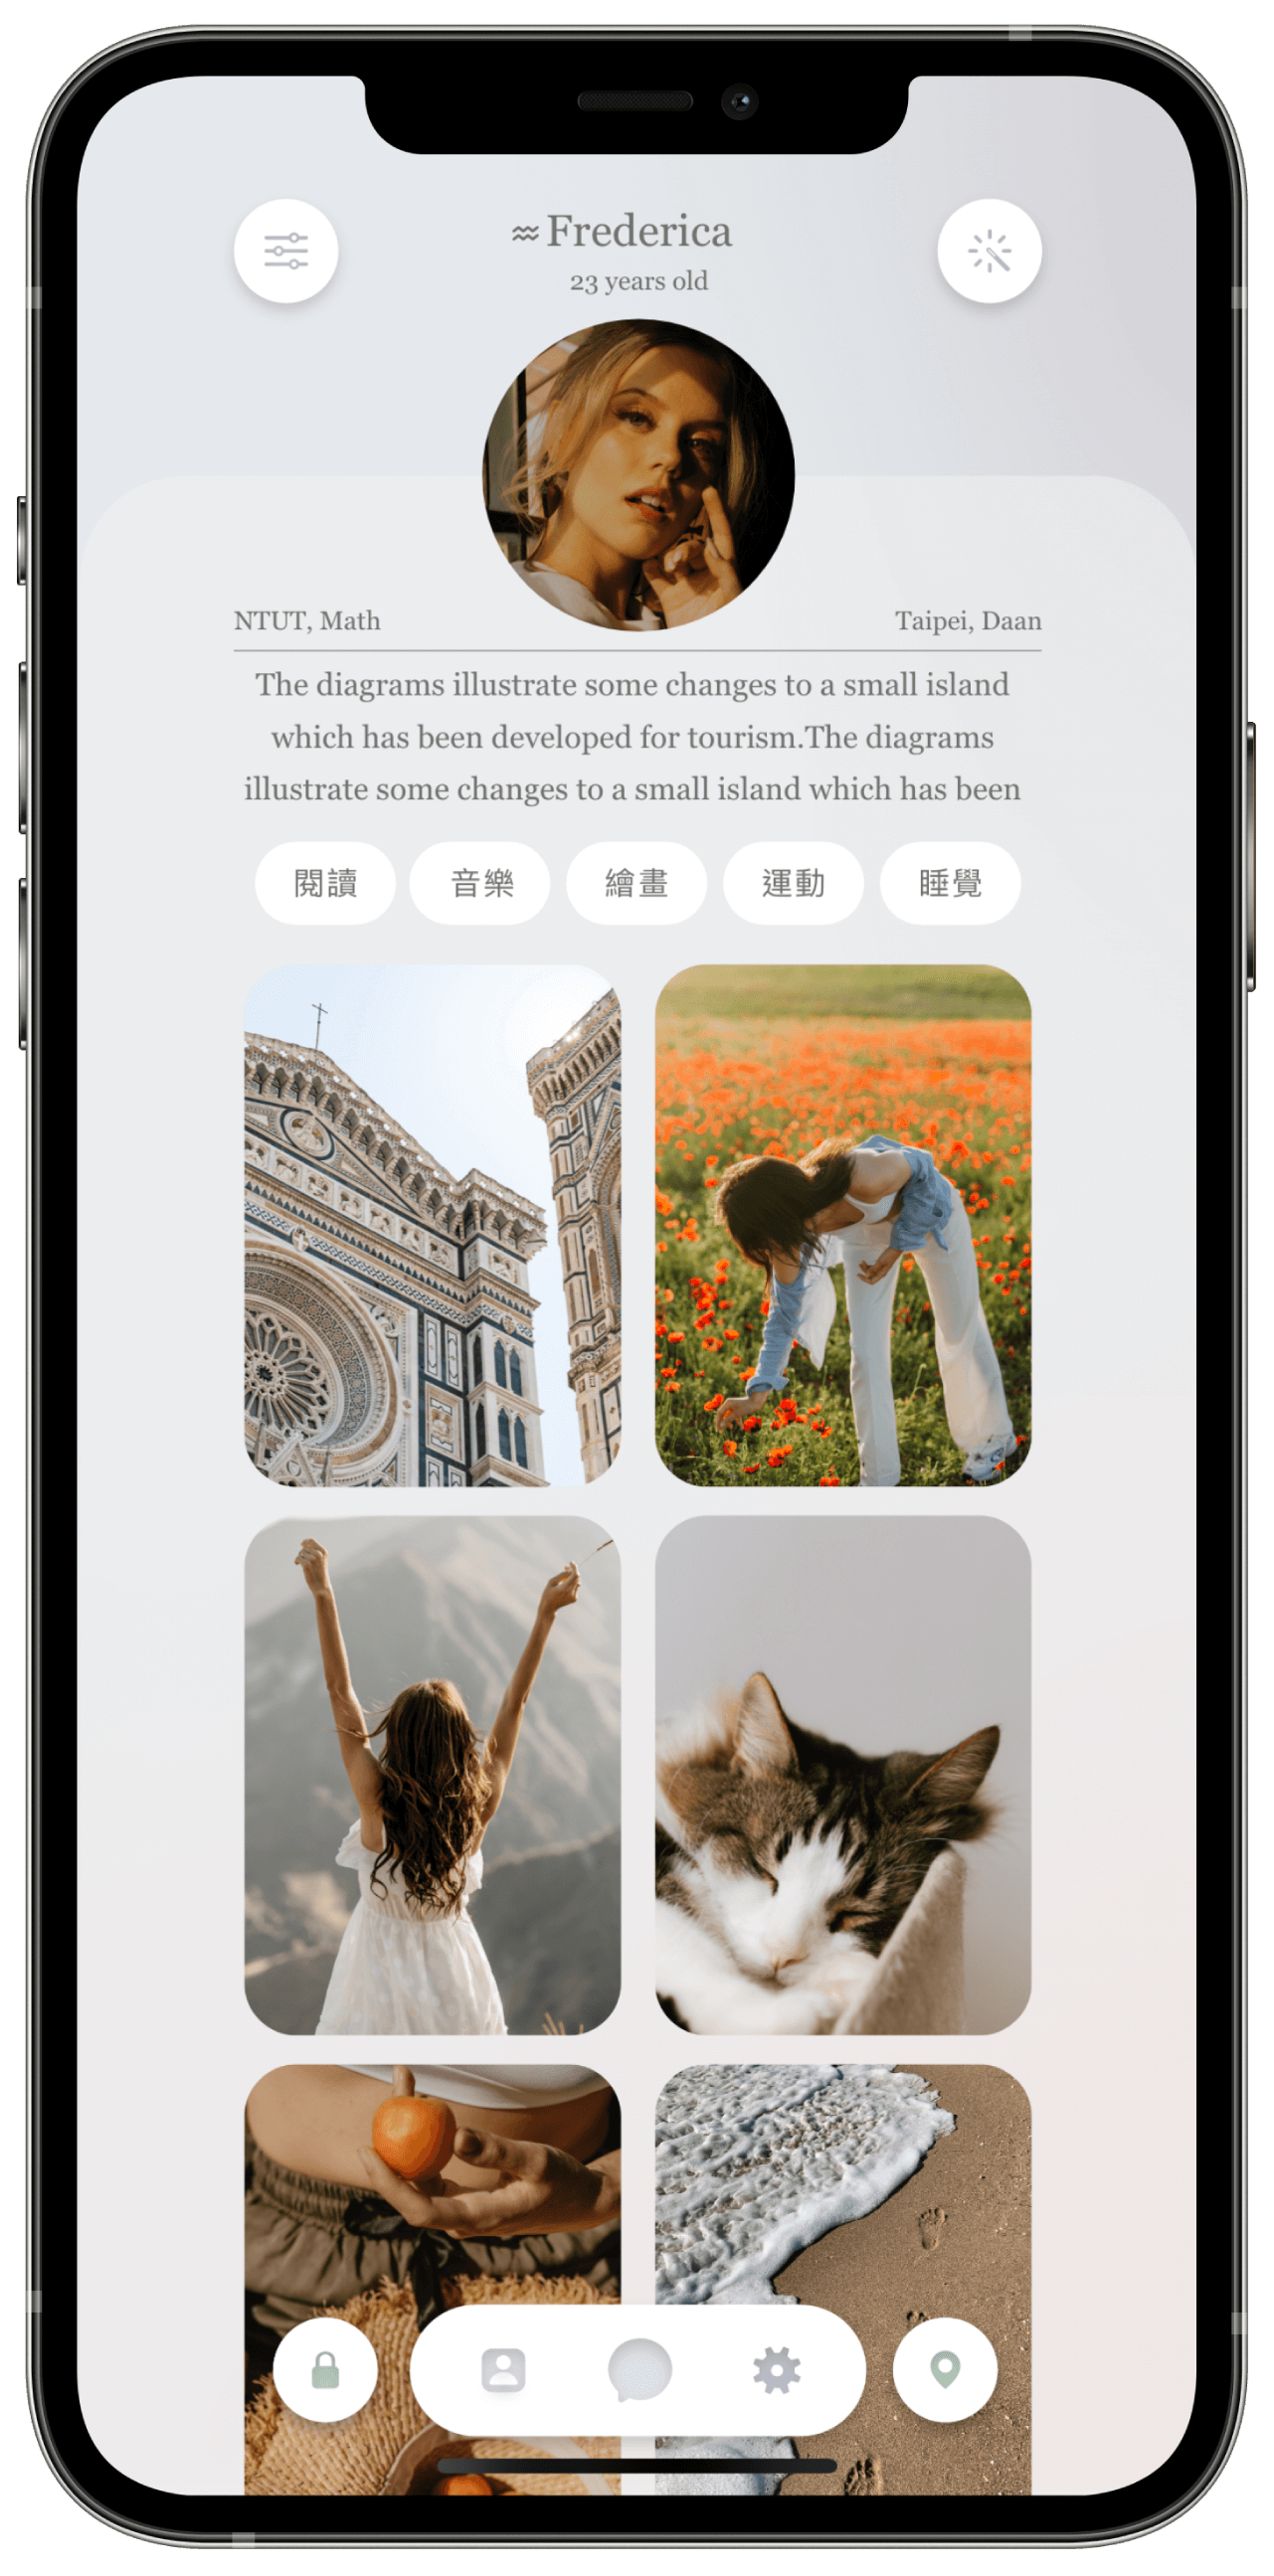 Frederica
23 years old
NTUT, Math
Taipei, Daan
The diagrams illustrate some changes to a small island
which has been developed for tourism.The diagrams
illustrate some changes to a small island which has been
閱讀
音樂
繪畫
運動
睡覺